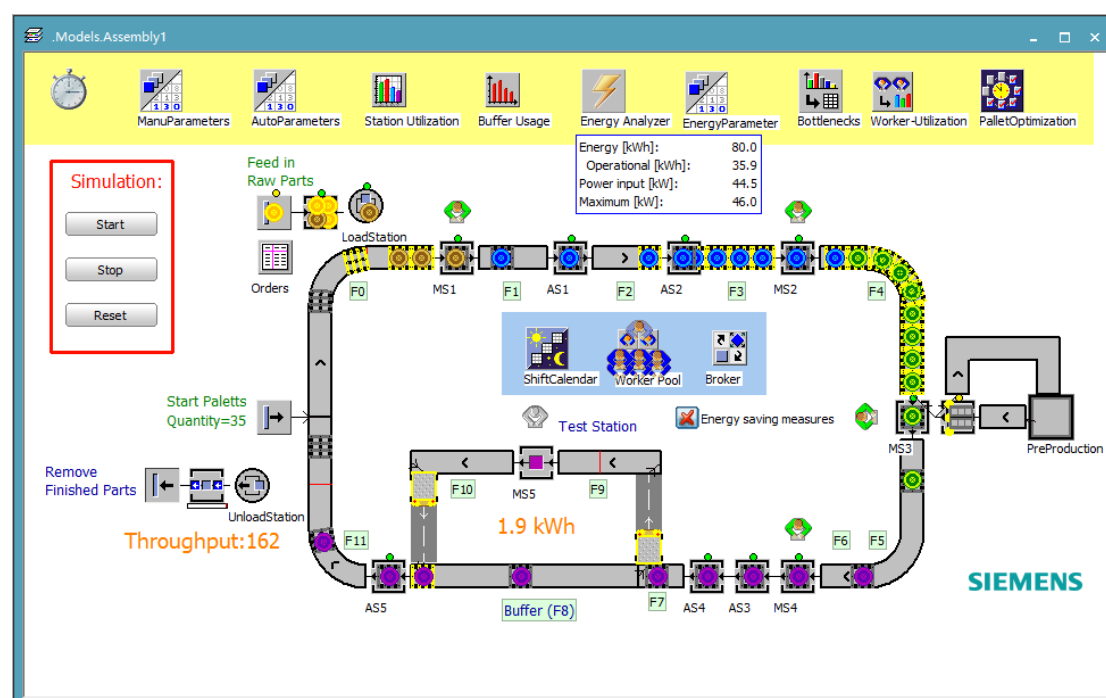 .Models.Assembly1
ManuParameters
AutoParameters
Station Utilization
Buffer Usage
Energy Analyzer
EnergyParameter
Bottlenecks
Worker-Utilization
PalletOptimization
Energy [kWh]: 80.0
Operational [kWh]: 35.9
Power input [kW]: 44.5
Maximum [kW]: 46.0
Simulation:
Start
Stop
Reset
Feed in
Raw Parts
LoadStation
Orders
F0
MS1
F1
AS1
F2
AS2
F3
MS2
F4
ShiftCalendar
Worker Pool
Broker
Start Paletts
Quantity=35
Test Station
Energy saving measures
MS3
PreProduction
Remove
Finished Parts
UnloadStation
F10
MS5
F9
1.9 kWh
Throughput:162
F11
F6
F5
AS5
Buffer (F8)
F7
AS4
AS3
MS4
SIEMENS